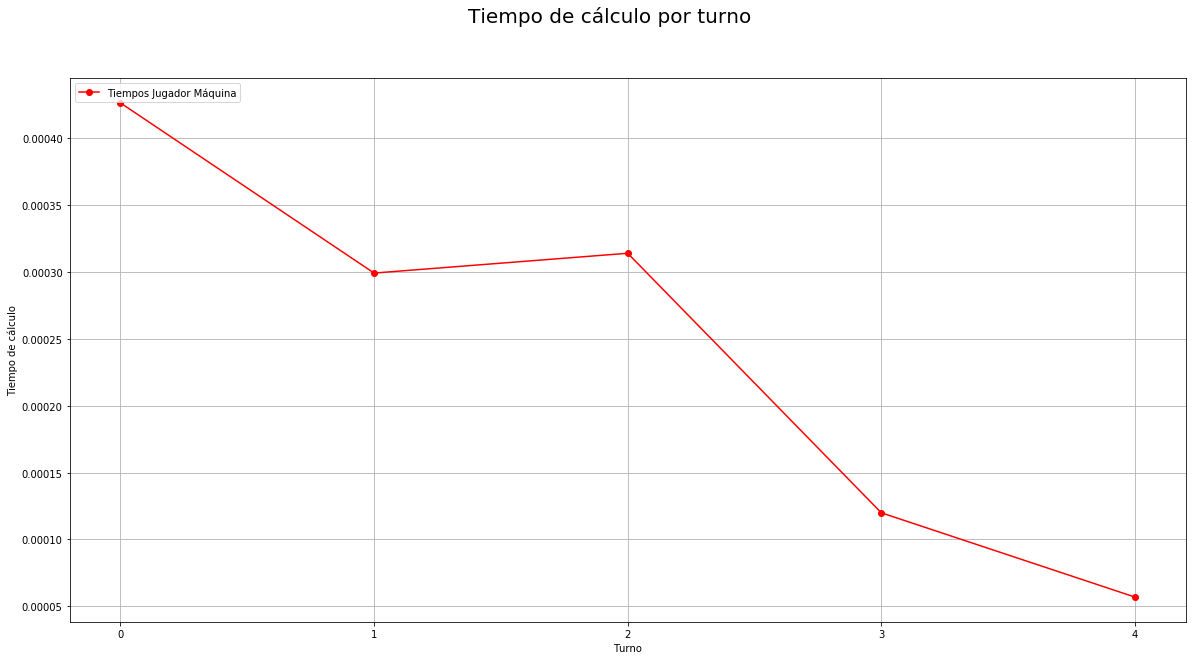 Tiempo de cálculo por turno
Tiempos Jugador Máquina
0.00040
0.00035
0.00030
0.00025
0.00020
0.00015
0.00010
0.00005
Tiempo de cálculo
0 1 2 3 4
Turno